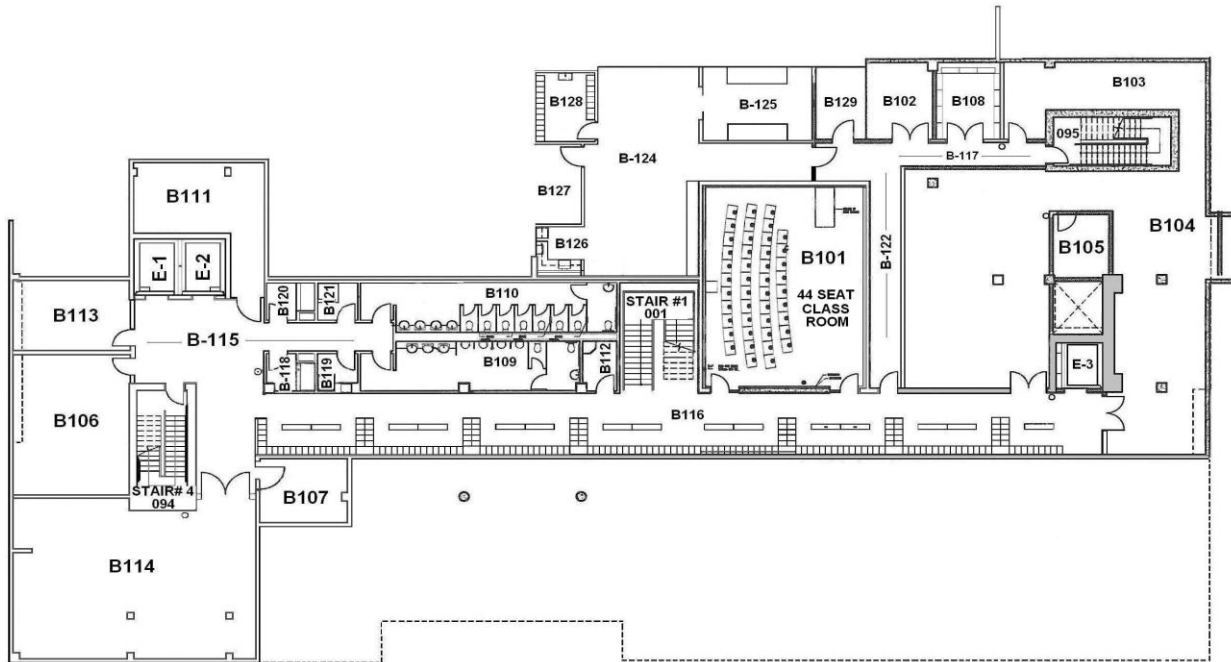 B128
B-125
B129
B102
B108
B103
095
B-117
B-124
B127
B126
B111
E-1
E-2
B101
44 SEAT
CLASS
ROOM
B-122
B105
B104
E-3
B113
B-115
B120
B121
B110
STAIR #1
001
B-118
B119
B109
B112
B106
B116
STAIR# 4
094
B107
B114